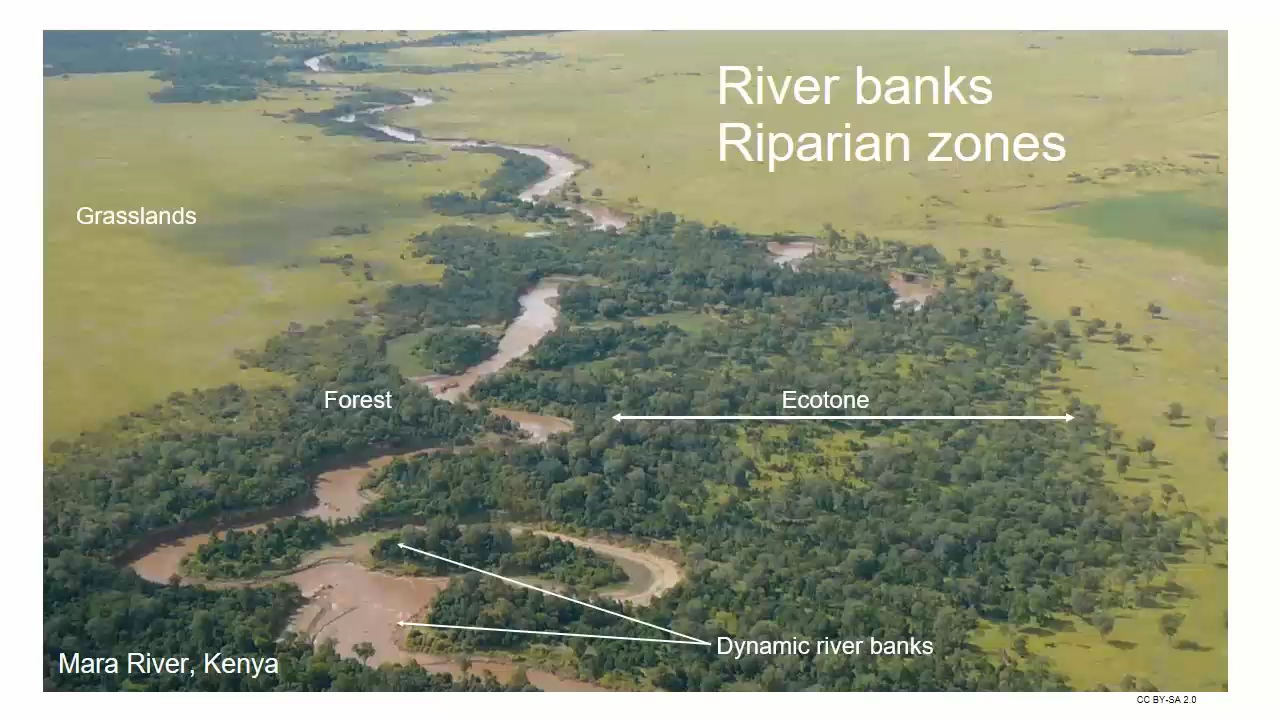 River banks
Riparian zones
Grasslands
Forest
Ecotone
Dynamic river banks
Mara River, Kenya
CC BY-SA 2.0